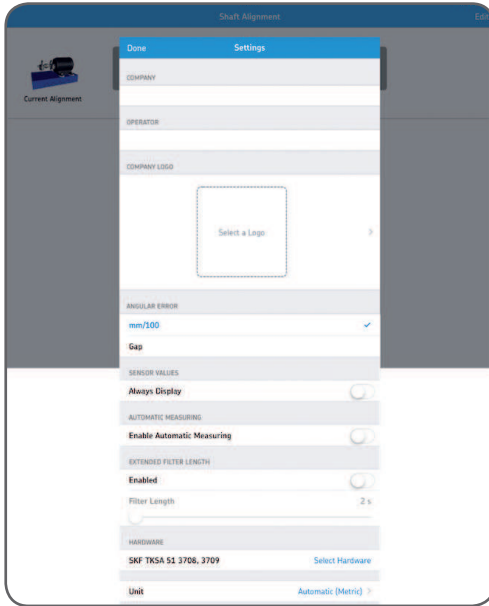 Shaft Alignment
Edit
Current Alignment
Done
Settings
COMPANY
OPERATOR
COMPANY LOGO
Select a Logo
ANGULAR ERROR
mm/100
Gap
SENSOR VALUES
Always Display
AUTOMATIC MEASURING
Enable Automatic Measuring
EXTENDED FILTER LENGTH
Enabled
Filter Length 2 s
HARDWARE
SKF TKSA 51 3708, 3709 Select Hardware
Unit Automatic (Metric)